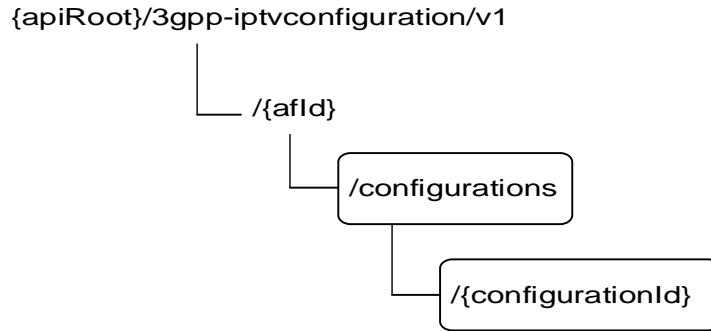 {apiRoot}/3gpp-iptvconfiguration/v1
/{afId}
/configurations
/{configurationId}